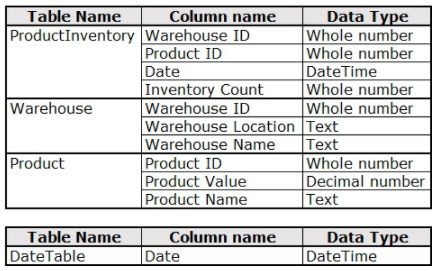 Table Name Column name Data Type
ProductInventory Warehouse ID Whole number
Product ID Whole number
Date DateTime
Inventory Count Whole number
Warehouse Warehouse ID Whole number
Warehouse Location Text
Warehouse Name Text
Product Product ID Whole number
Product Value Decimal number
Product Name Text
Table Name Column name Data Type
DateTable Date DateTime